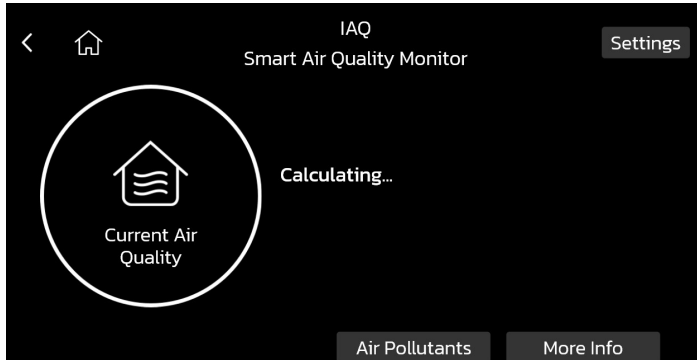 IAQ
Smart Air Quality Monitor
Settings
Calculating...
Current Air
Quality
Air Pollutants
More Info